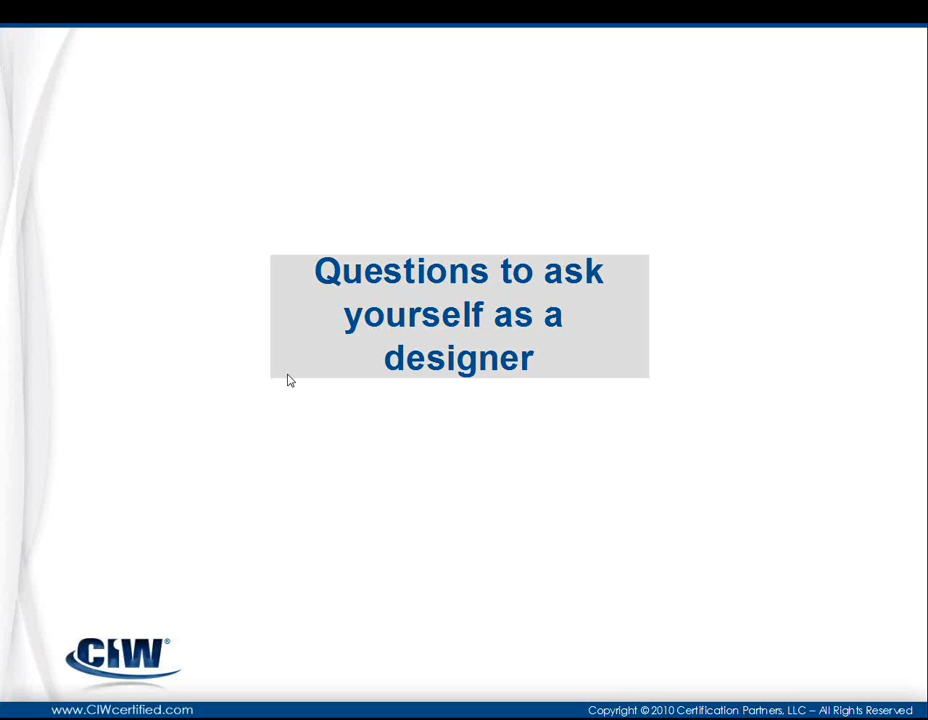 Questions to ask
yourself as a
designer
CIW®
www.CIWcertified.com
Copyright © 2010 Certification Partners, LLC – All Rights Reserved